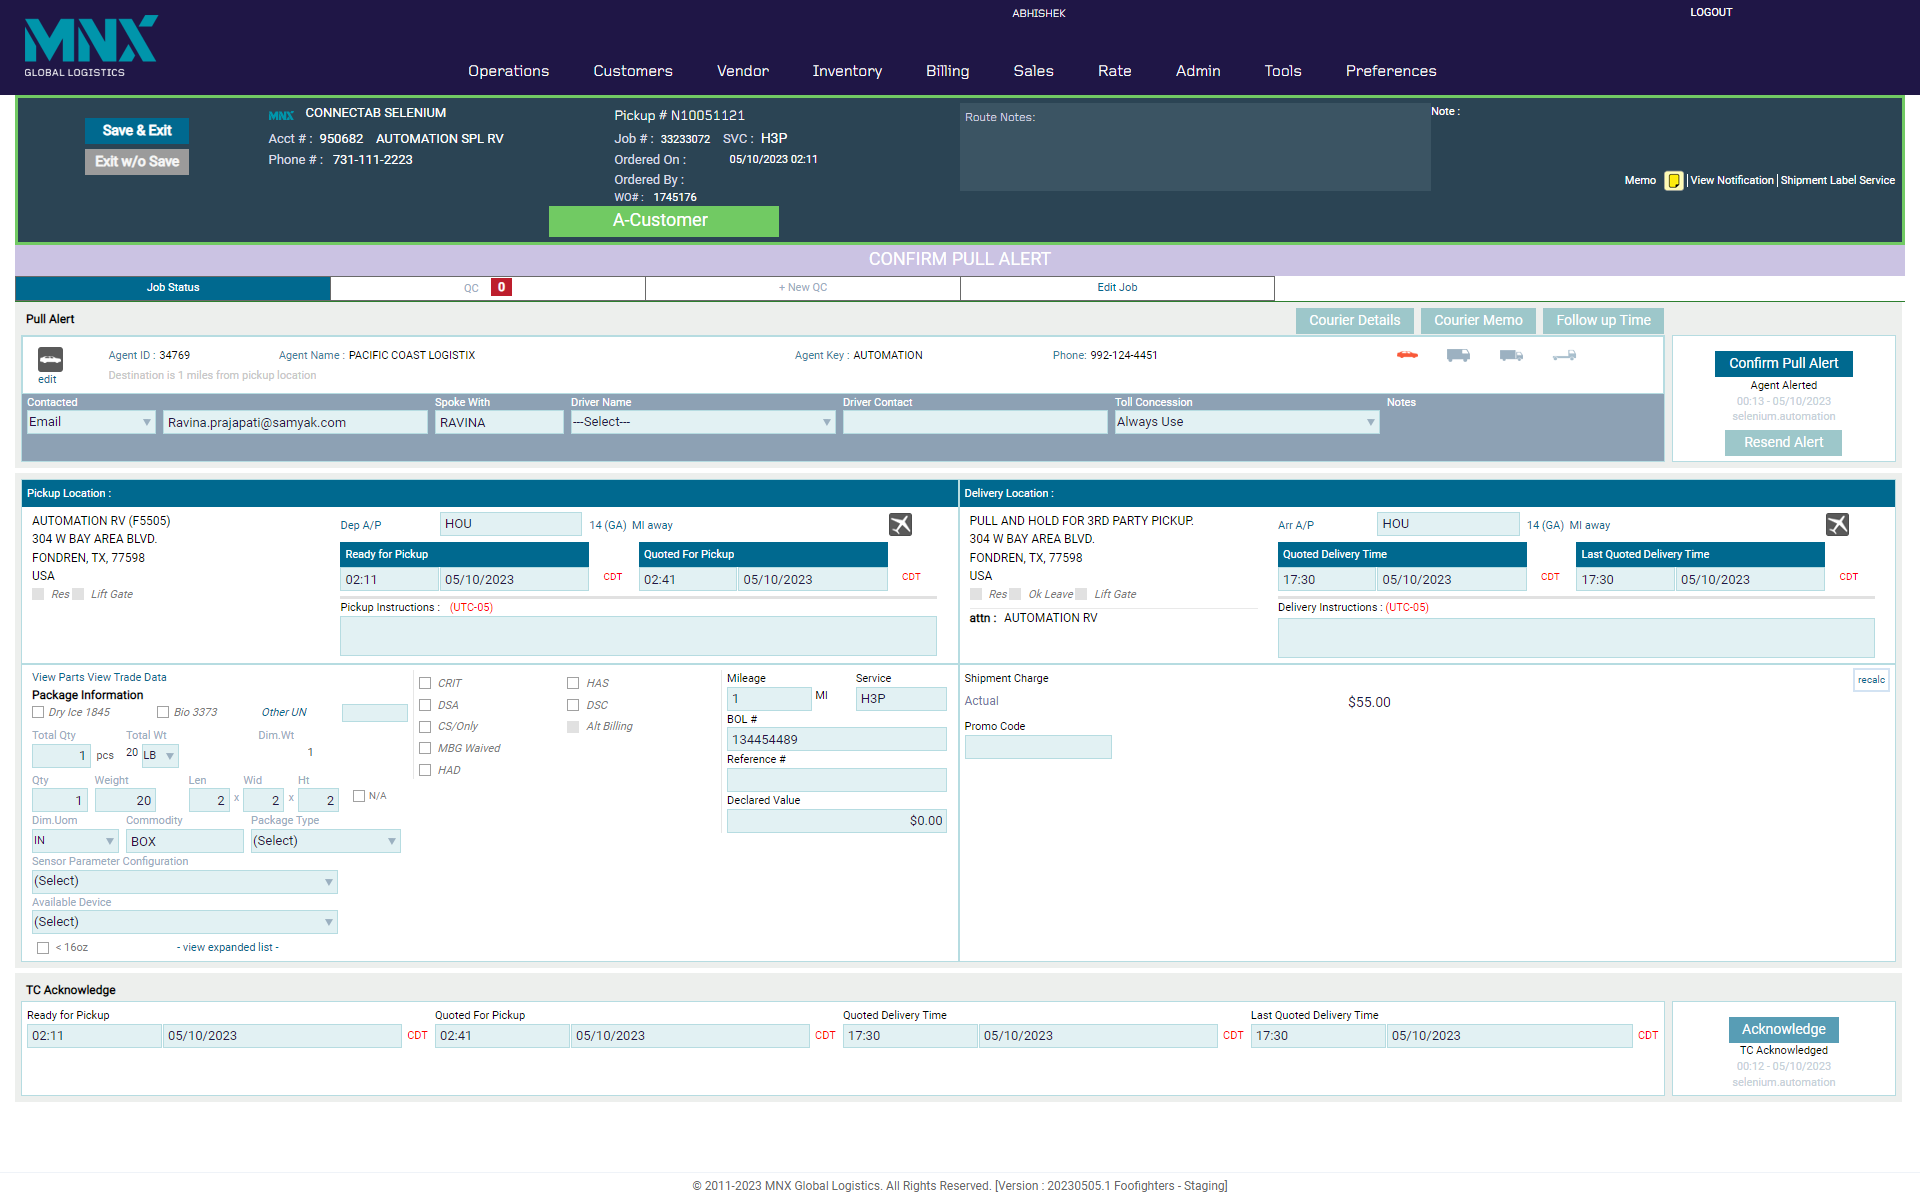 ABHISHEK
LOGOUT
MNX
GLOBAL LOGISTICS
Operations Customers Vendor Inventory Billing Sales Rate Admin Tools Preferences
Save & Exit
Exit w/o Save
MNX CONNECTAB SELENIUM
Acct # : 950682 AUTOMATION SPL RV
Phone # : 731-111-2223
Pickup # N10051121
Job # : 33233072 SVC : H3P
Ordered On : 05/10/2023 02:11
Ordered By :
WO# : 1745176
A-Customer
Route Notes:
Note :
Memo | View Notification | Shipment Label Service
CONFIRM PULL ALERT
Job Status QC 0 + New QC Edit Job
Pull Alert
Courier Details Courier Memo Follow up Time
edit
Agent ID : 34769 Agent Name : PACIFIC COAST LOGISTIX Agent Key : AUTOMATION Phone: 992-124-4451
Destination is 1 miles from pickup location
Contacted Spoke With Driver Name Driver Contact Toll Concession Notes
Email Ravina.prajapati@samyak.com RAVINA ---Select--- Always Use
Confirm Pull Alert
Agent Alerted
00:13 - 05/10/2023
selenium.automation
Resend Alert
Pickup Location :
AUTOMATION RV (F5505)
304 W BAY AREA BLVD.
FONDREN, TX, 77598
USA
Res Lift Gate
Dep A/P HOU 14 (GA) MI away
Ready for Pickup Quoted For Pickup
02:11 05/10/2023 CDT 02:41 05/10/2023 CDT
Pickup Instructions : (UTC-05)
Delivery Location :
PULL AND HOLD FOR 3RD PARTY PICKUP.
304 W BAY AREA BLVD.
FONDREN, TX, 77598
USA
Res Ok Leave Lift Gate
attn : AUTOMATION RV
Arr A/P HOU 14 (GA) MI away
Quoted Delivery Time Last Quoted Delivery Time
17:30 05/10/2023 CDT 17:30 05/10/2023 CDT
Delivery Instructions : (UTC-05)
View Parts View Trade Data
Package Information
Dry Ice 1845 Bio 3373 Other UN
Total Qty Total Wt Dim.Wt
1 pcs 20 LB 1
Qty Weight Len Wid Ht
1 20 2 x 2 x 2 N/A
Dim.Uom Commodity Package Type
IN BOX (Select)
Sensor Parameter Configuration
(Select)
Available Device
(Select)
< 16oz - view expanded list -
CRIT HAS
DSA DSC
CS/Only Alt Billing
MBG Waived
HAD
Mileage Service
1 MI H3P
BOL #
134454489
Reference #
Declared Value
$0.00
Shipment Charge
recalc
Actual $55.00
Promo Code
TC Acknowledge
Ready for Pickup Quoted For Pickup Quoted Delivery Time Last Quoted Delivery Time
02:11 05/10/2023 CDT 02:41 05/10/2023 CDT 17:30 05/10/2023 CDT 17:30 05/10/2023 CDT
Acknowledge
TC Acknowledged
00:12 - 05/10/2023
selenium.automation
© 2011-2023 MNX Global Logistics. All Rights Reserved. [Version : 20230505.1 Foofighters - Staging]